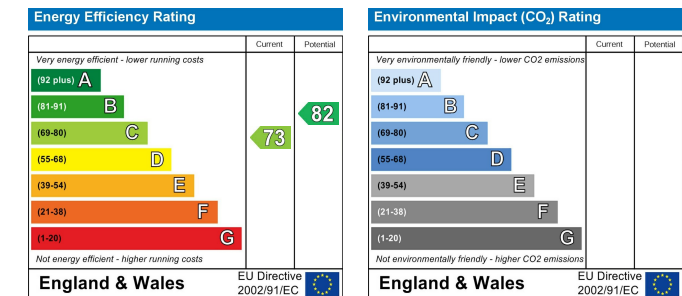 Energy Efficiency Rating
Current Potential
Very energy efficient - lower running costs
(92 plus) A
(81-91) B
82
(69-80) C
73
(55-68) D
(39-54) E
(21-38) F
(1-20) G
Not energy efficient - higher running costs
England & Wales
EU Directive
2002/91/EC
Environmental Impact (CO2) Rating
Current Potential
Very environmentally friendly - lower CO2 emissions
(92 plus) A
(81-91) B
(69-80) C
(55-68) D
(39-54) E
(21-38) F
(1-20) G
Not environmentally friendly - higher CO2 emissions
England & Wales
EU Directive
2002/91/EC